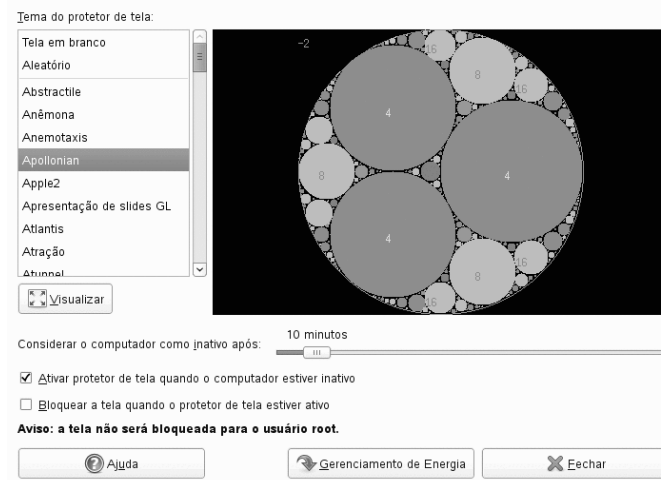 Tema do protetor de tela:
Tela em branco
Aleatório
Abstractile
Anêmona
Anemotaxis
Apollonian
Apple2
Apresentação de slides GL
Atlantis
Atração
Atunnel
Visualizar
-2
16
8
16
4
8
4
4
8
16
16
Considerar o computador como inativo após:
10 minutos
Ativar protetor de tela quando o computador estiver inativo
Bloquear a tela quando o protetor de tela estiver ativo
Aviso: a tela não será bloqueada para o usuário root.
Ajuda
Gerenciamento de Energia
Fechar